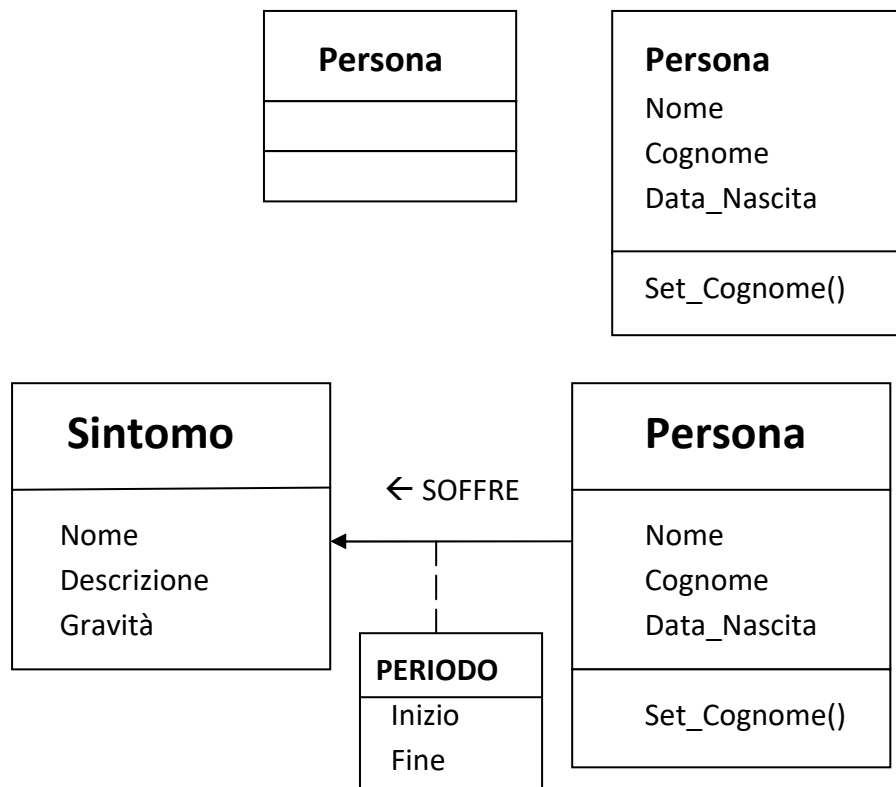 Persona
Persona
Nome
Cognome
Data_Nascita
Set_Cognome()
Sintomo
Nome
Descrizione
Gravità
← SOFFRE
PERIODO
Inizio
Fine
Persona
Nome
Cognome
Data_Nascita
Set_Cognome()